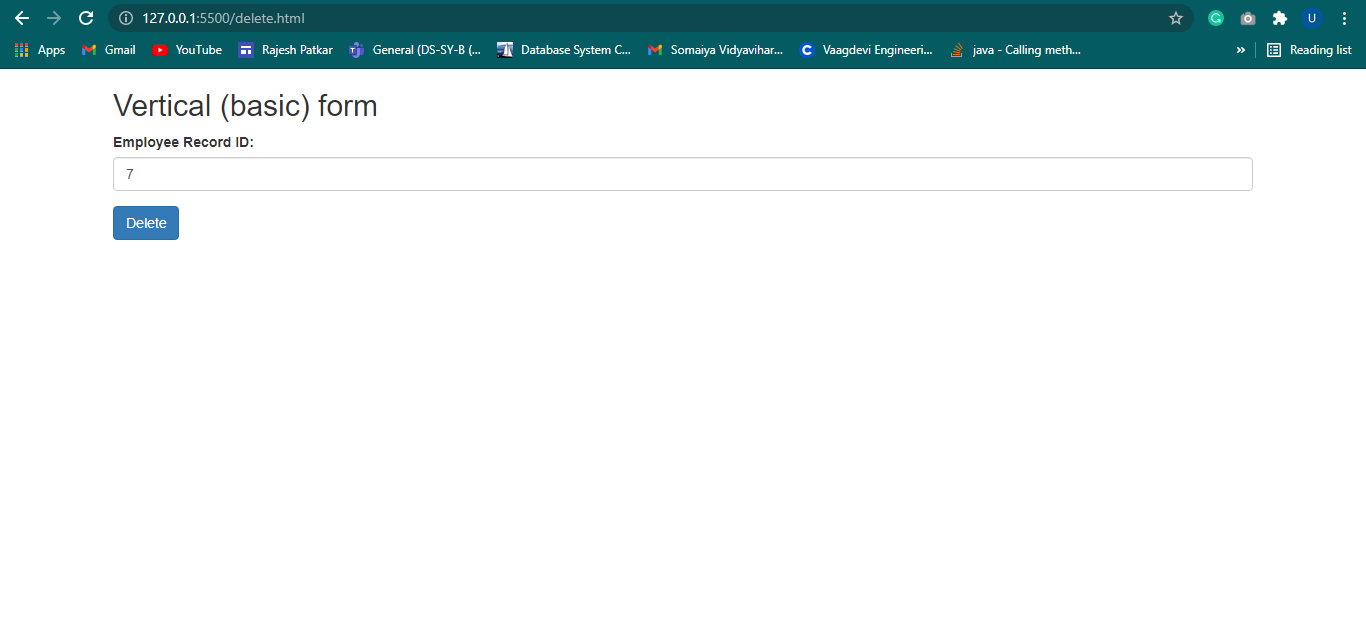 127.0.0.1:5500/delete.html
Apps Gmail YouTube Rajesh Patkar General (DS-SY-B (... Database System C... Somaiya Vidyavihar... Vaagdevi Engineeri... java - Calling meth... » Reading list
Vertical (basic) form
Employee Record ID:
7
Delete